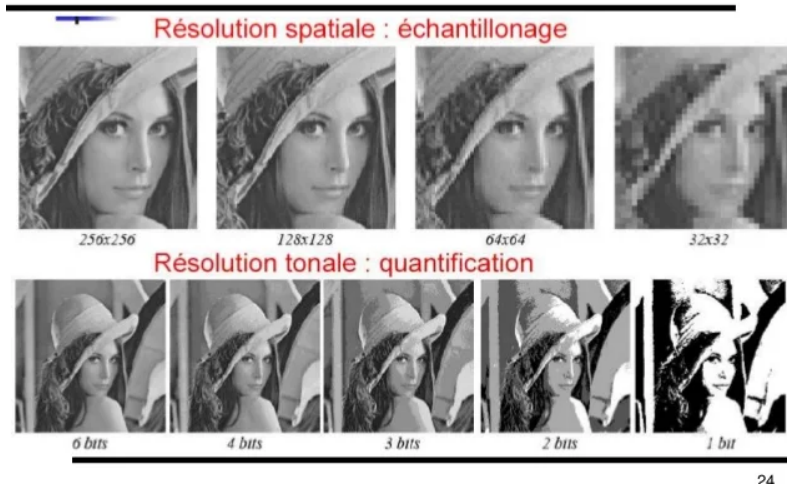 Résolution spatiale : échantillonage
256x256 128x128 64x64 32x32
Résolution tonale : quantification
6 bits 4 bits 3 bits 2 bits 1 bit
24